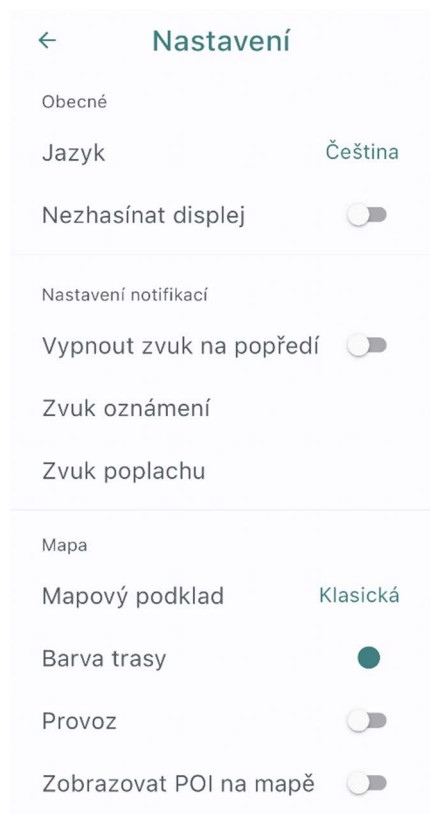 Nastavení
Obecné
Jazyk Čeština
Nezhasínat displej
Nastavení notifikací
Vypnout zvuk na popředí
Zvuk oznámení
Zvuk poplachu
Mapa
Mapový podklad Klasická
Barva trasy
Provoz
Zobrazovat POI na mapě